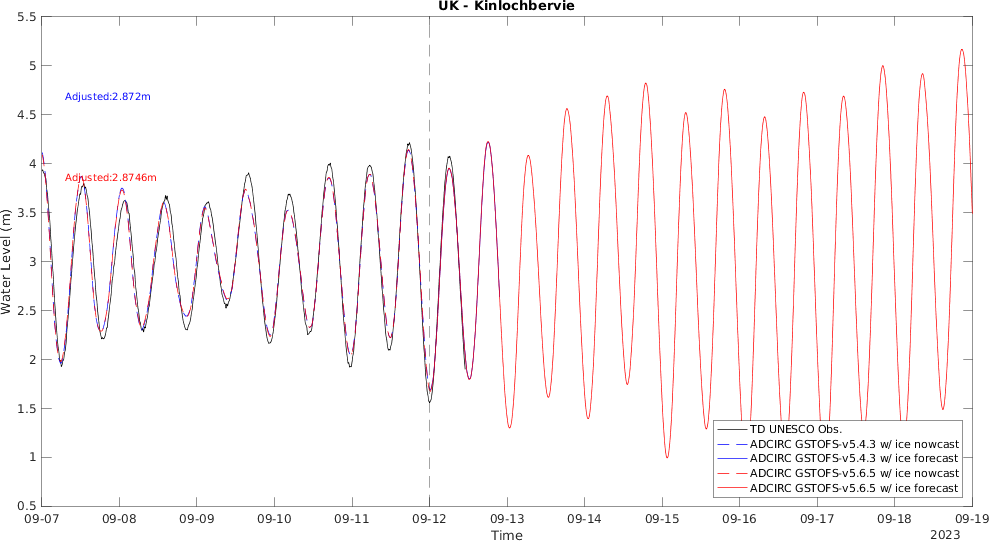 UK - Kinlochbervie
5.5
5
4.5
4
3.5
3
2.5
2
1.5
1
0.5
Water Level (m)
Adjusted:2.872m
Adjusted:2.8746m
TD UNESCO Obs.
ADCIRC GSTOFS-v5.4.3 w/ ice nowcast
ADCIRC GSTOFS-v5.4.3 w/ ice forecast
ADCIRC GSTOFS-v5.6.5 w/ ice nowcast
ADCIRC GSTOFS-v5.6.5 w/ ice forecast
09-07 09-08 09-09 09-10 09-11 09-12 09-13 09-14 09-15 09-16 09-17 09-18 09-19
Time
2023